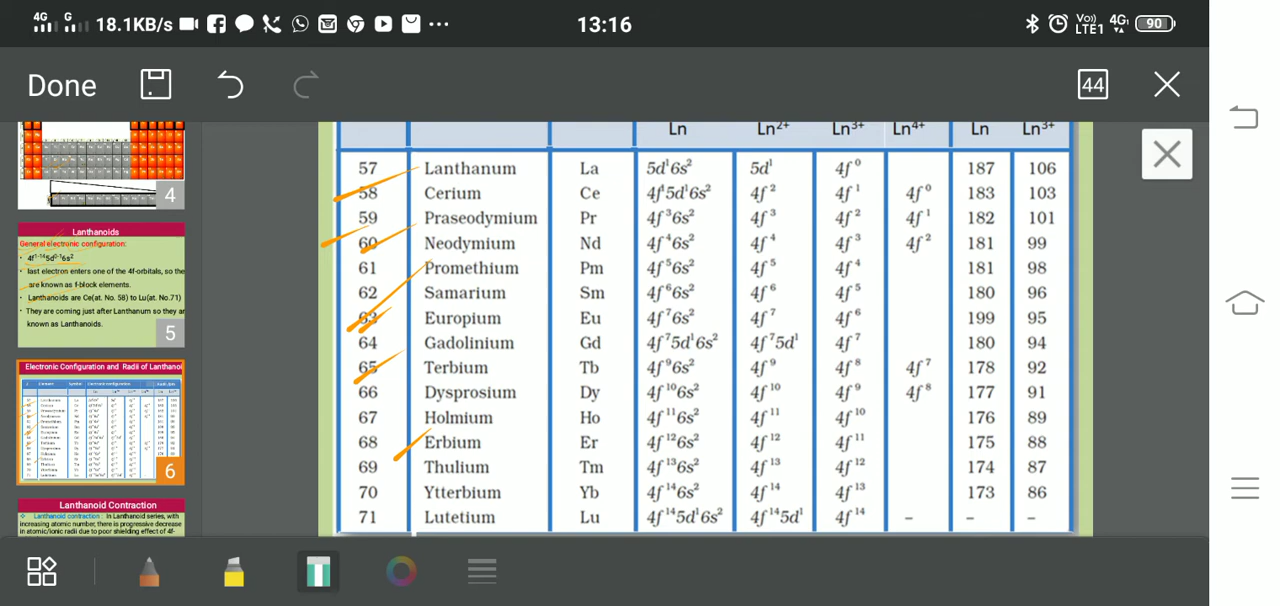 4G G 18.1KB/s 13:16 Vo) LTE1 4G 90
Done 44
4
Lanthanoids
General electronic configuration:
• 4f¹⁻¹⁴5d⁰⁻¹6s²
• last electron enters one of the 4f-orbitals, so the
are known as f-block elements.
• Lanthanoids are Ce(at. No. 58) to Lu(at. No.71)
• They are coming just after Lanthanum so they ar
known as Lanthanoids.
5
Electronic Configuration and Radii of Lanthanoi
6
Lanthanoid Contraction
Lanthanoid contraction : In Lanthanoid series, with
increasing atomic number, there is progressive decrease
in atomic/ionic radii due to poor shielding effect of 4f-
Ln Ln²⁺ Ln³⁺ Ln⁴⁺ Ln Ln³⁺
57 Lanthanum La 5d¹6s² 5d¹ 4f⁰ 187 106
58 Cerium Ce 4f¹5d¹6s² 4f² 4f¹ 4f⁰ 183 103
59 Praseodymium Pr 4f³6s² 4f³ 4f² 4f¹ 182 101
60 Neodymium Nd 4f⁴6s² 4f⁴ 4f³ 4f² 181 99
61 Promethium Pm 4f⁵6s² 4f⁵ 4f⁴ 181 98
62 Samarium Sm 4f⁶6s² 4f⁶ 4f⁵ 180 96
63 Europium Eu 4f⁷6s² 4f⁷ 4f⁶ 199 95
64 Gadolinium Gd 4f⁷5d¹6s² 4f⁷5d¹ 4f⁷ 180 94
65 Terbium Tb 4f⁹6s² 4f⁹ 4f⁸ 4f⁷ 178 92
66 Dysprosium Dy 4f¹⁰6s² 4f¹⁰ 4f⁹ 4f⁸ 177 91
67 Holmium Ho 4f¹¹6s² 4f¹¹ 4f¹⁰ 176 89
68 Erbium Er 4f¹²6s² 4f¹² 4f¹¹ 175 88
69 Thulium Tm 4f¹³6s² 4f¹³ 4f¹² 174 87
70 Ytterbium Yb 4f¹⁴6s² 4f¹⁴ 4f¹³ 173 86
71 Lutetium Lu 4f¹⁴5d¹6s² 4f¹⁴5d¹ 4f¹⁴ – – –